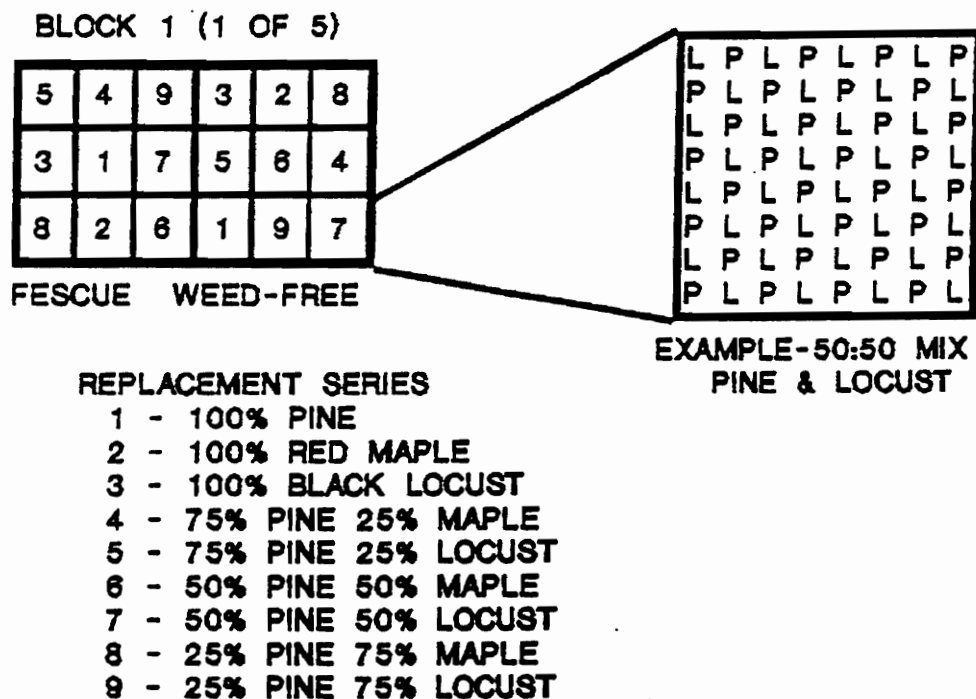 BLOCK 1 (1 OF 5)
5 4 9 3 2 8
3 1 7 5 6 4
8 2 6 1 9 7
FESCUE WEED-FREE
L P L P L P L P
P L P L P L P L
L P L P L P L P
P L P L P L P L
L P L P L P L P
P L P L P L P L
L P L P L P L P
P L P L P L P L
EXAMPLE-50:50 MIX
PINE & LOCUST
REPLACEMENT SERIES
1 - 100% PINE
2 - 100% RED MAPLE
3 - 100% BLACK LOCUST
4 - 75% PINE 25% MAPLE
5 - 75% PINE 25% LOCUST
6 - 50% PINE 50% MAPLE
7 - 50% PINE 50% LOCUST
8 - 25% PINE 75% MAPLE
9 - 25% PINE 75% LOCUST